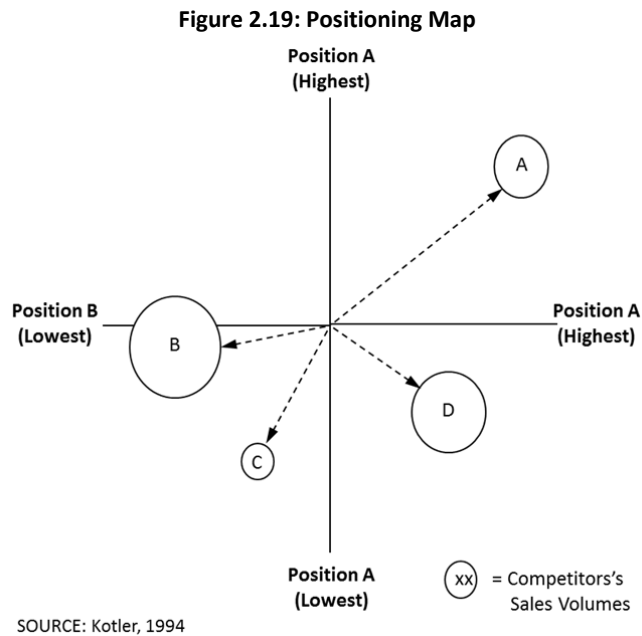 Figure 2.19: Positioning Map
Position A
(Highest)
A
Position B
(Lowest)
Position A
(Highest)
B
D
C
Position A
(Lowest)
xx = Competitors's
Sales Volumes
SOURCE: Kotler, 1994